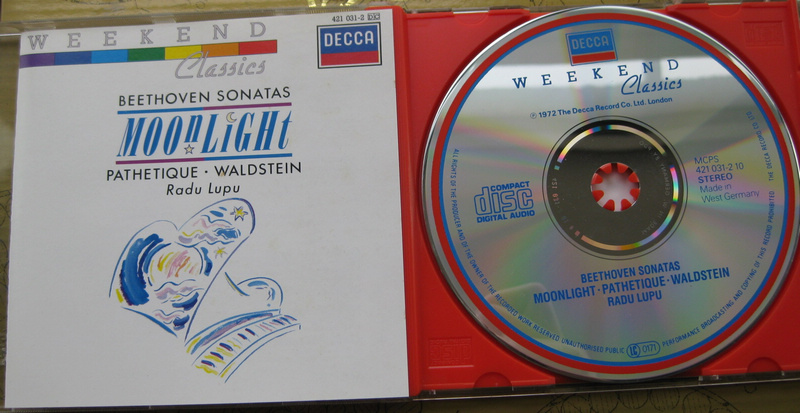 421 031-2 DH
WEEKEND
Classics
DECCA
BEETHOVEN SONATAS
MOOnLiGHt
PATHETIQUE · WALDSTEIN
Radu Lupu
DECCA
WEEKEND
Classics
℗ 1972 The Decca Record Co. Ltd. London
COMPACT
disc
DIGITAL AUDIO
MCPS
421 031-2 10
STEREO
Made in
West Germany
BEETHOVEN SONATAS
MOONLIGHT · PATHETIQUE · WALDSTEIN
RADU LUPU
ALL RIGHTS OF THE PRODUCER AND OF THE OWNER OF THE RECORDED WORK RESERVED UNAUTHORISED PUBLIC LC 0171 PERFORMANCE BROADCASTING AND COPYING OF THIS RECORD PROHIBITED